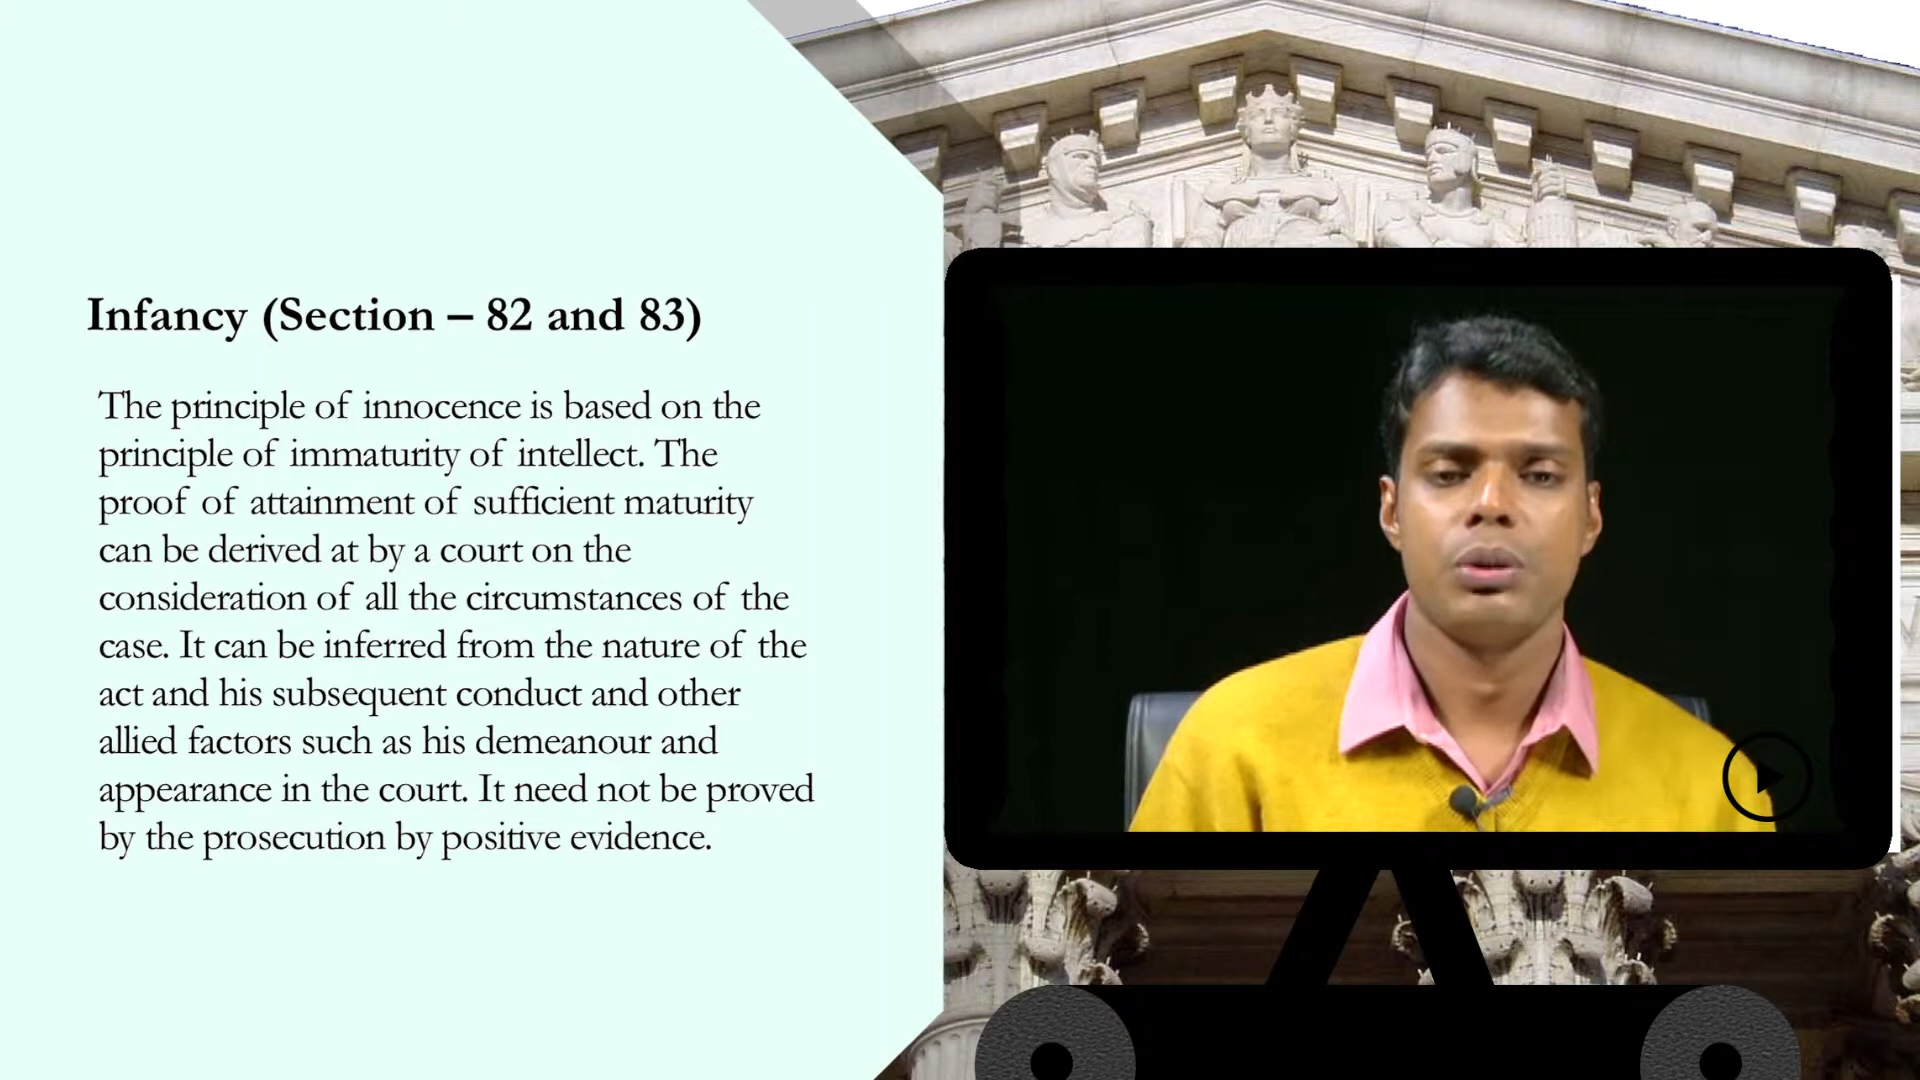 Infancy (Section – 82 and 83)
The principle of innocence is based on the
principle of immaturity of intellect. The
proof of attainment of sufficient maturity
can be derived at by a court on the
consideration of all the circumstances of the
case. It can be inferred from the nature of the
act and his subsequent conduct and other
allied factors such as his demeanour and
appearance in the court. It need not be proved
by the prosecution by positive evidence.